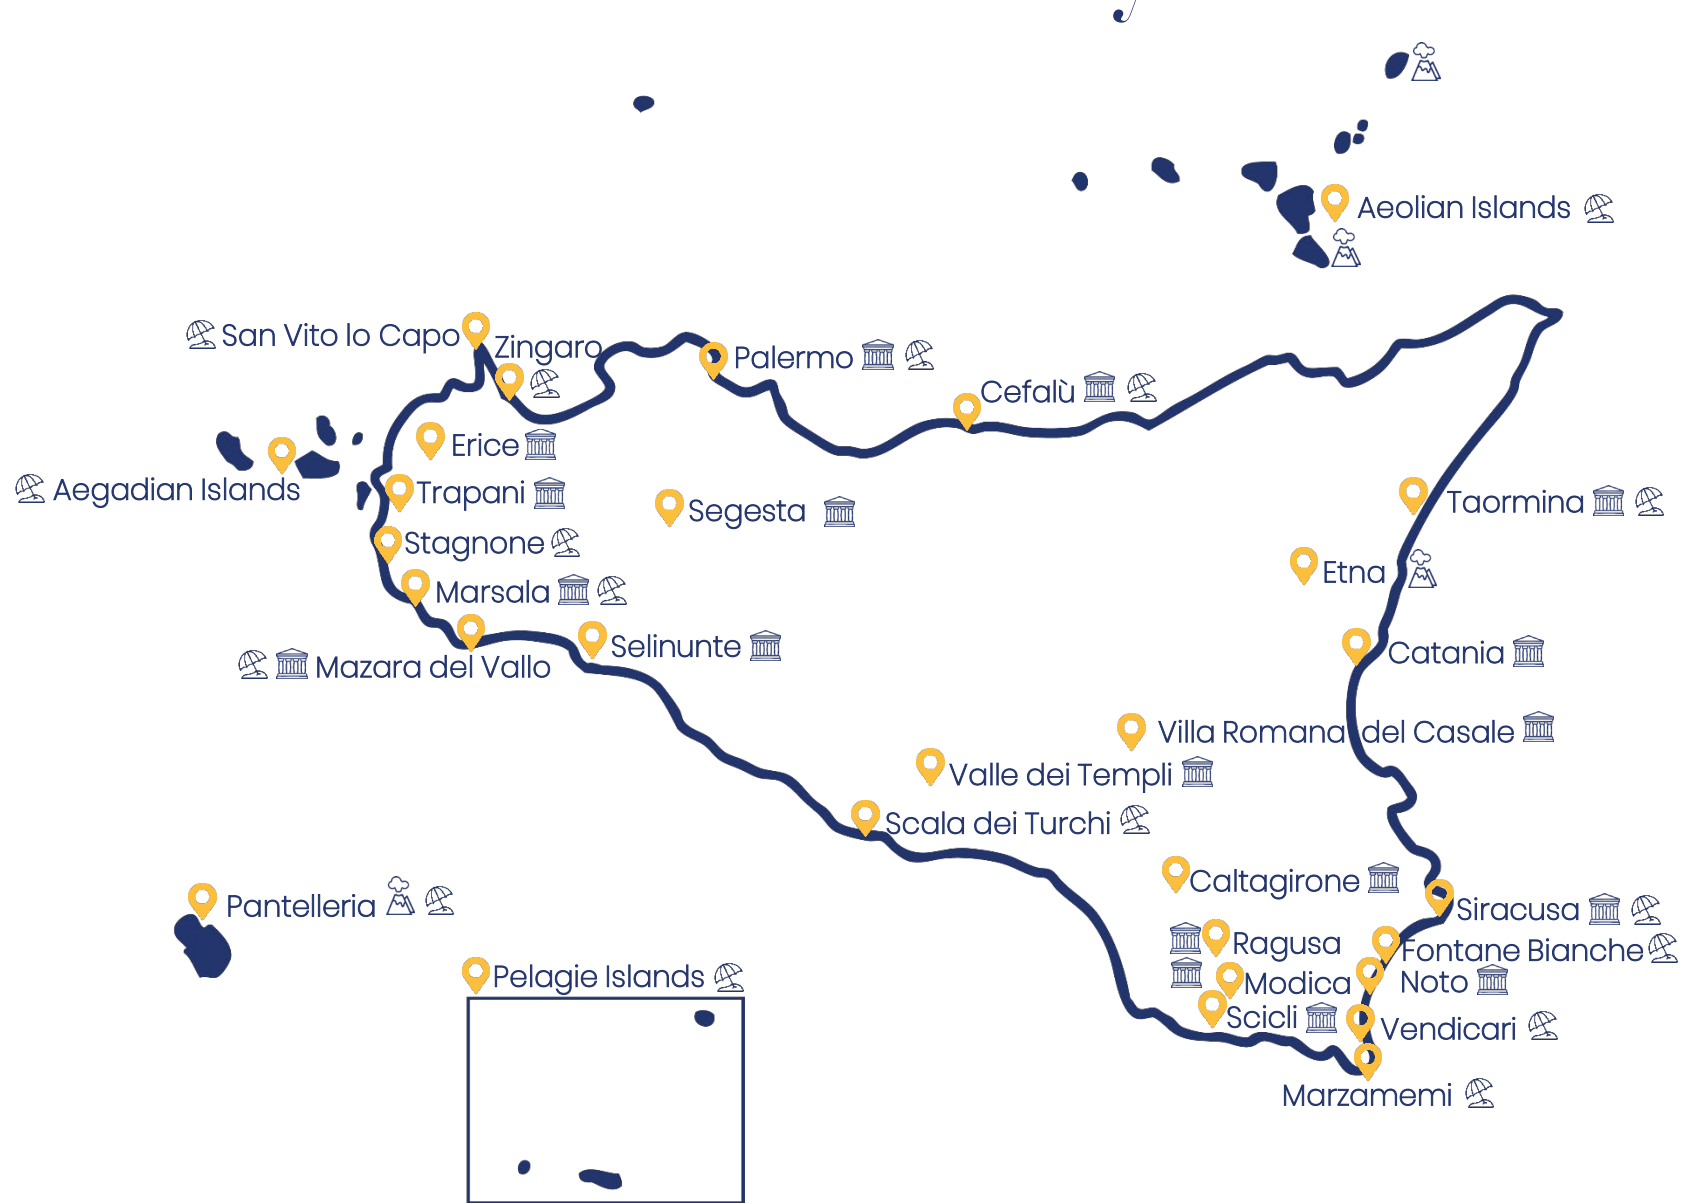 Aeolian Islands
San Vito lo Capo
Zingaro
Palermo
Cefalù
Erice
Aegadian Islands
Trapani
Segesta
Taormina
Stagnone
Etna
Marsala
Selinunte
Catania
Mazara del Vallo
Villa Romana del Casale
Valle dei Templi
Scala dei Turchi
Caltagirone
Pantelleria
Siracusa
Ragusa
Fontane Bianche
Pelagie Islands
Modica
Noto
Scicli
Vendicari
Marzamemi